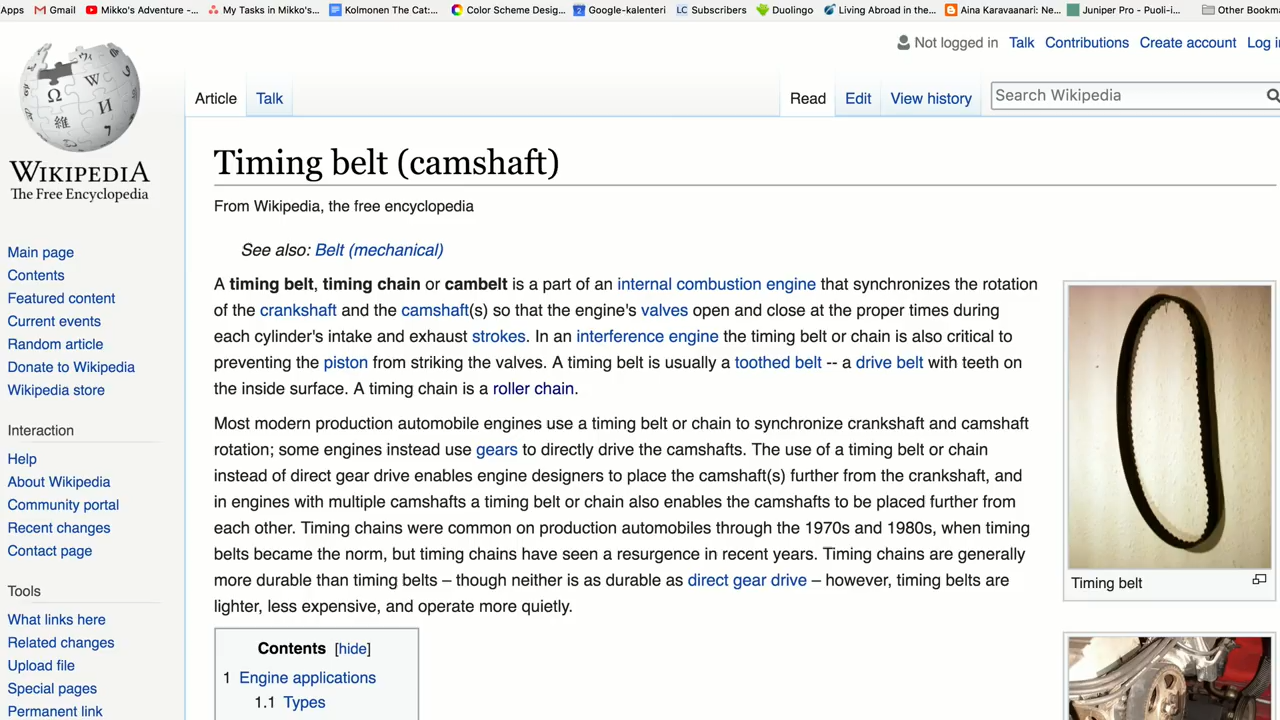 Apps Gmail Mikko's Adventure -... My Tasks in Mikko's... Kolmonen The Cat:... Color Scheme Desig... Google-kalenteri LC Subscribers Duolingo Living Abroad in the... Aina Karavaanari: Ne... Juniper Pro - Puoli-i... Other Bookm
Not logged in Talk Contributions Create account Log i
Article Talk Read Edit View history Search Wikipedia
WIKIPEDIA
The Free Encyclopedia
Main page
Contents
Featured content
Current events
Random article
Donate to Wikipedia
Wikipedia store
Interaction
Help
About Wikipedia
Community portal
Recent changes
Contact page
Tools
What links here
Related changes
Upload file
Special pages
Permanent link
Timing belt (camshaft)
From Wikipedia, the free encyclopedia
See also: Belt (mechanical)
A timing belt, timing chain or cambelt is a part of an internal combustion engine that synchronizes the rotation
of the crankshaft and the camshaft(s) so that the engine's valves open and close at the proper times during
each cylinder's intake and exhaust strokes. In an interference engine the timing belt or chain is also critical to
preventing the piston from striking the valves. A timing belt is usually a toothed belt -- a drive belt with teeth on
the inside surface. A timing chain is a roller chain.
Most modern production automobile engines use a timing belt or chain to synchronize crankshaft and camshaft
rotation; some engines instead use gears to directly drive the camshafts. The use of a timing belt or chain
instead of direct gear drive enables engine designers to place the camshaft(s) further from the crankshaft, and
in engines with multiple camshafts a timing belt or chain also enables the camshafts to be placed further from
each other. Timing chains were common on production automobiles through the 1970s and 1980s, when timing
belts became the norm, but timing chains have seen a resurgence in recent years. Timing chains are generally
more durable than timing belts – though neither is as durable as direct gear drive – however, timing belts are
lighter, less expensive, and operate more quietly.
Timing belt
Contents [hide]
1 Engine applications
1.1 Types